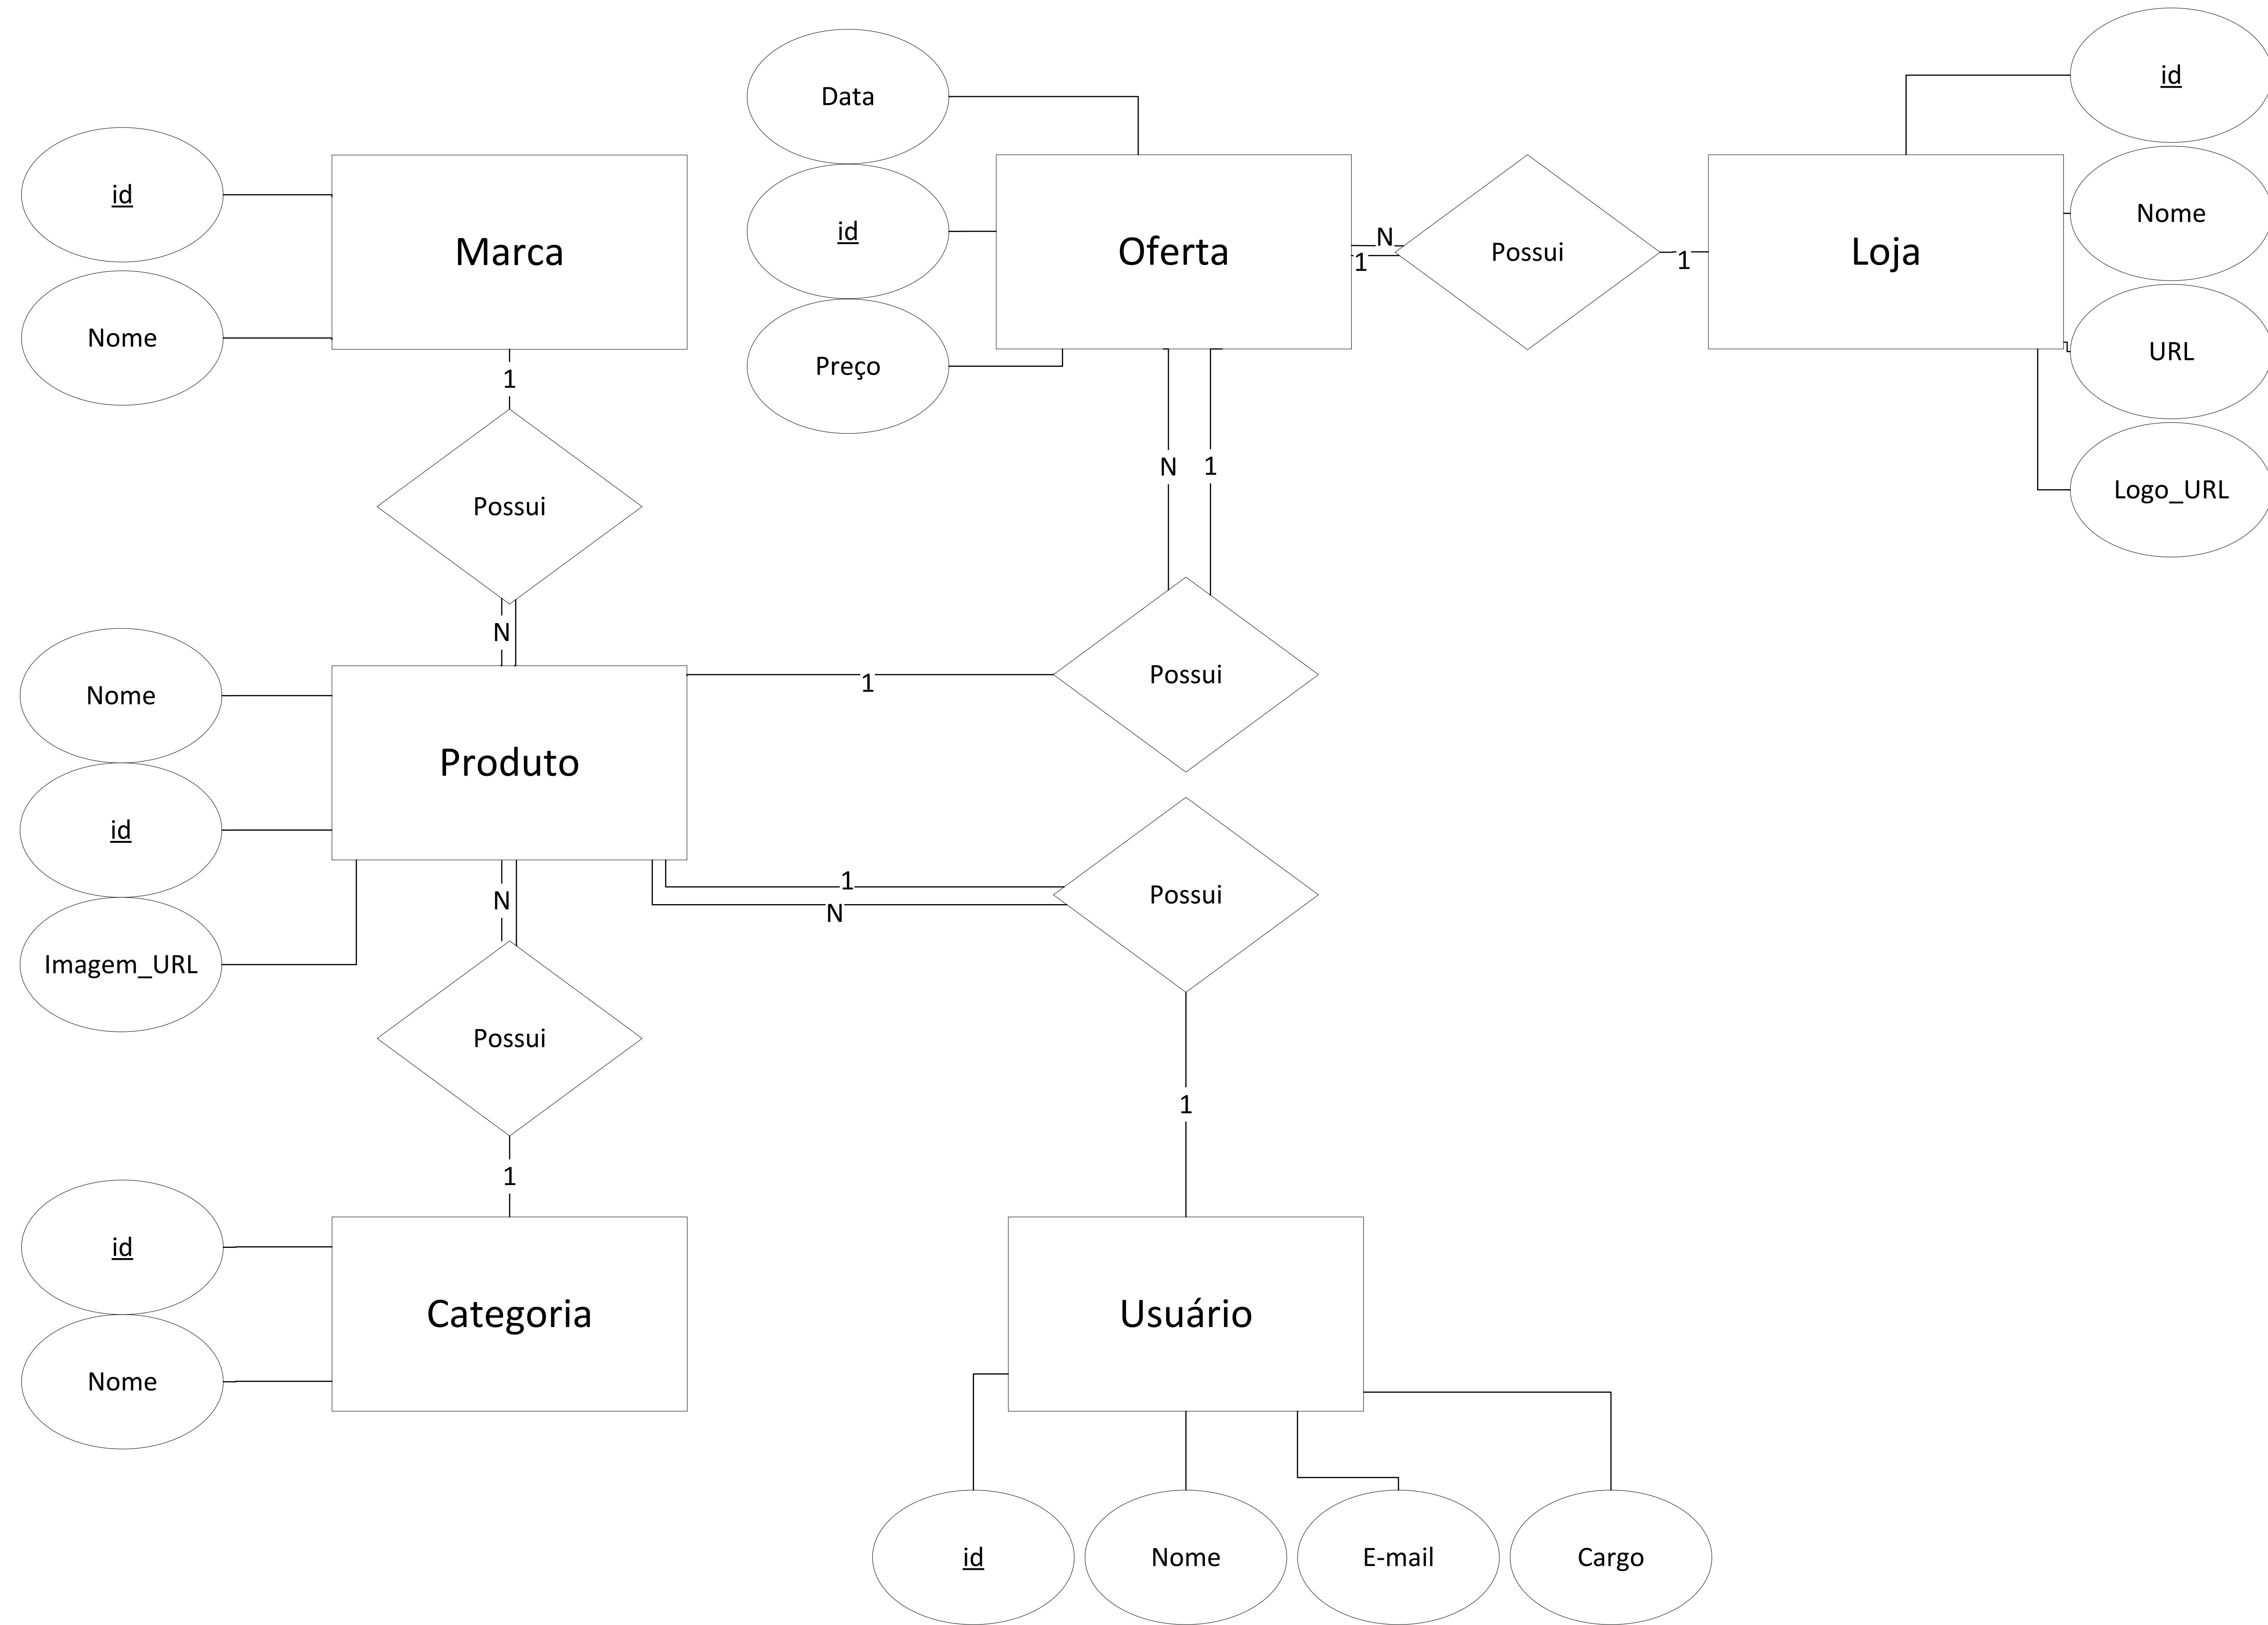 id
Data
id
Nome
id
Marca
Oferta
Possui
Loja
N
1
1
Nome
Preço
URL
1
N
1
Logo_URL
Possui
N
Nome
1
Possui
Produto
id
1
N
N
Possui
Imagem_URL
Possui
1
1
id
Categoria
Usuário
Nome
id
Nome
E-mail
Cargo